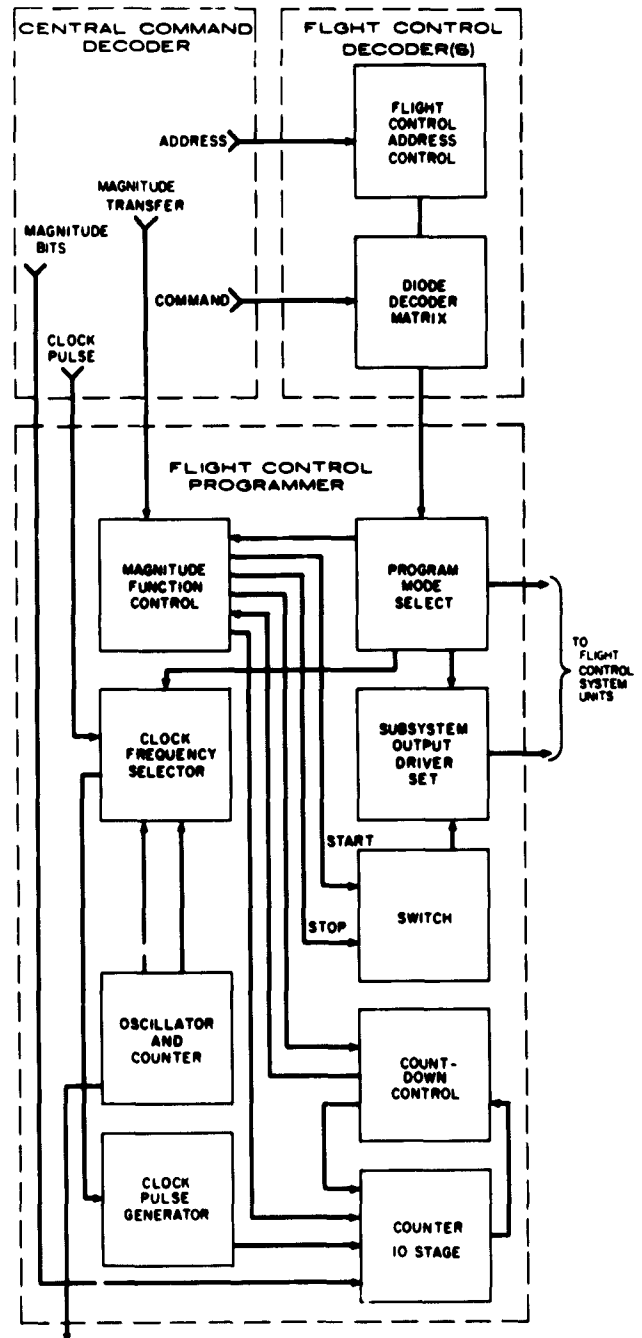 CENTRAL COMMAND
DECODER
FLGHT CONTROL
DECODER(S)
FLIGHT
CONTROL
ADDRESS
CONTROL
ADDRESS
MAGNITUDE
TRANSFER
MAGNITUDE
BITS
COMMAND
DIODE
DECODER
MATRIX
CLOCK
PULSE
FLIGHT CONTROL
PROGRAMMER
MAGNITUDE
FUNCTION
CONTROL
PROGRAM
MODE
SELECT
TO
FLIGHT
CONTROL
SYSTEM
UNITS
CLOCK
FREQUENCY
SELECTOR
SUBSYSTEM
OUTPUT
DRIVER
SET
START
STOP
SWITCH
OSCILLATOR
AND
COUNTER
COUNT-
DOWN
CONTROL
CLOCK
PULSE
GENERATOR
COUNTER
10 STAGE